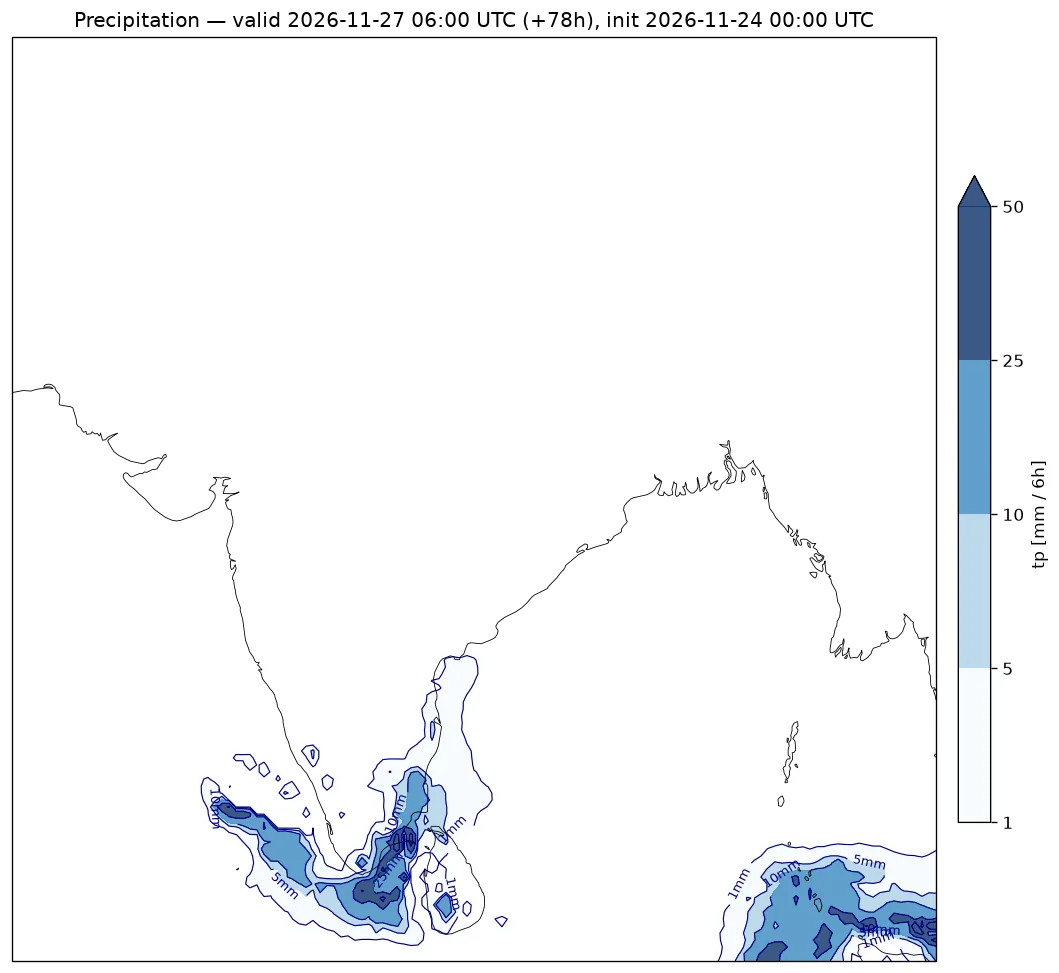 Precipitation — valid 2026-11-27 06:00 UTC (+78h), init 2026-11-24 00:00 UTC
50
25
10
5
1
tp [mm / 6h]
10mm
10mm
1mm
25mm
5mm
1mm
1mm
10mm
5mm
1mm